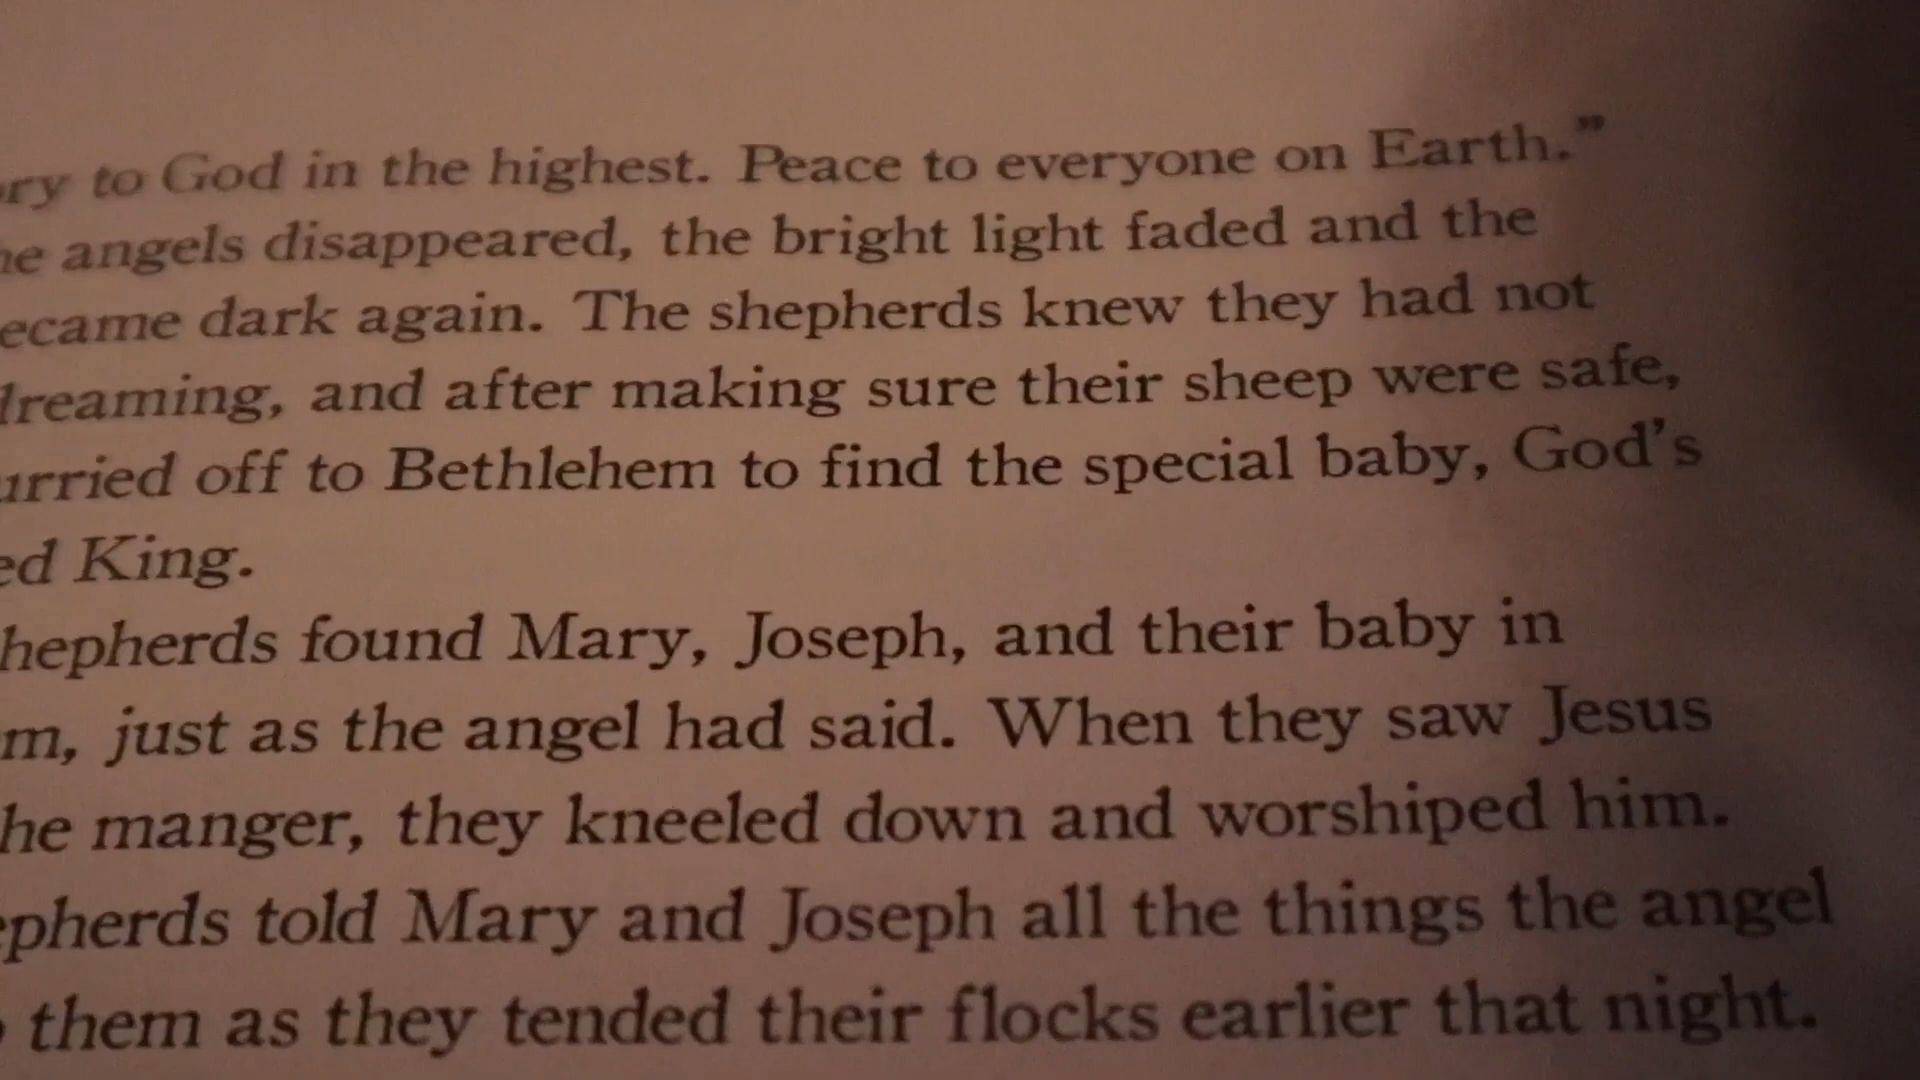 ry to God in the highest. Peace to everyone on Earth.”
he angels disappeared, the bright light faded and the
ecame dark again. The shepherds knew they had not
dreaming, and after making sure their sheep were safe,
urried off to Bethlehem to find the special baby, God’s
ed King.
hepherds found Mary, Joseph, and their baby in
m, just as the angel had said. When they saw Jesus
he manger, they kneeled down and worshiped him.
epherds told Mary and Joseph all the things the angel
them as they tended their flocks earlier that night.